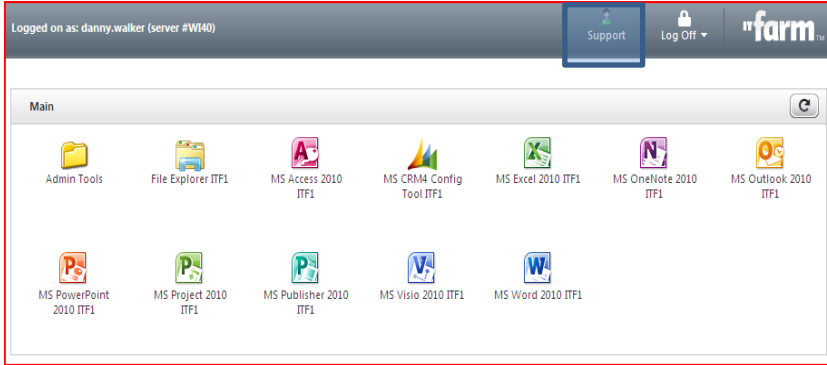 Logged on as: danny.walker (server #WI40)
Support
Log Off
ITfarm TM
Main
Admin Tools
File Explorer ITF1
MS Access 2010
ITF1
MS CRM4 Config
Tool ITF1
MS Excel 2010 ITF1
MS OneNote 2010
ITF1
MS Outlook 2010
ITF1
MS PowerPoint
2010 ITF1
MS Project 2010
ITF1
MS Publisher 2010
ITF1
MS Visio 2010 ITF1
MS Word 2010 ITF1